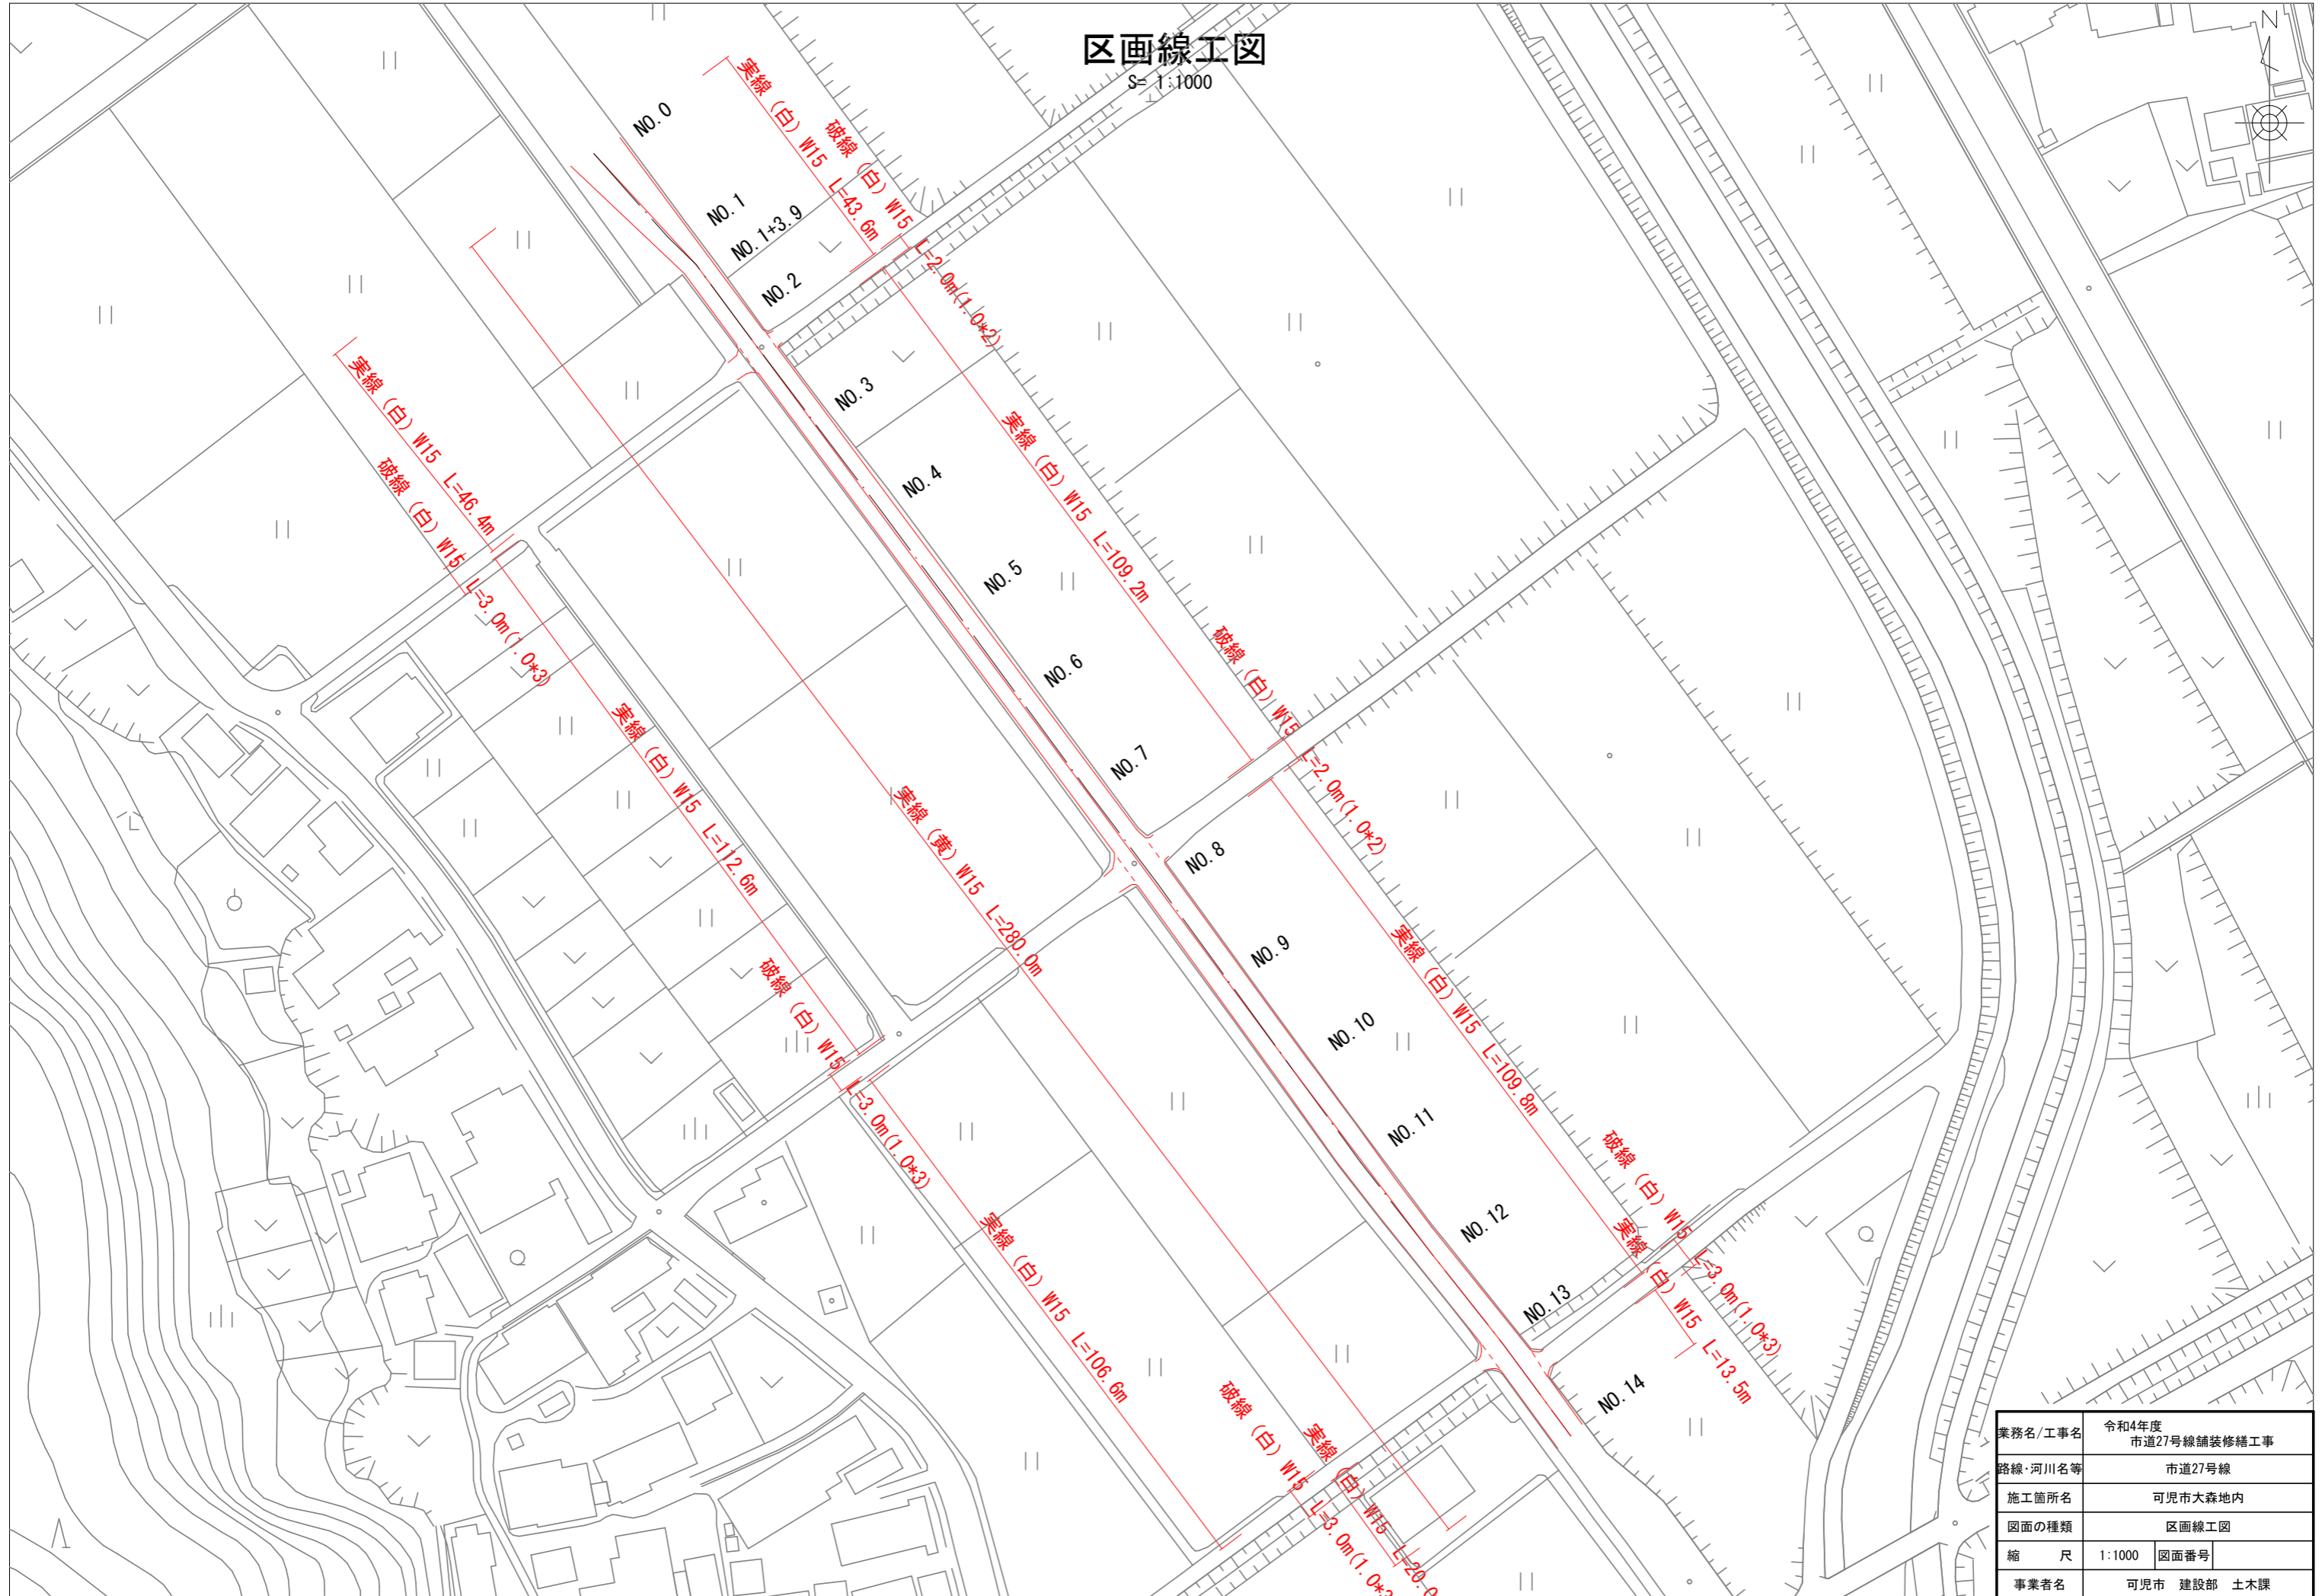 区画線工図
S= 1:1000
N
NO.0
NO.1
NO.1+3.9
NO.2
NO.3
NO.4
NO.5
NO.6
NO.7
NO.8
NO.9
NO.10
NO.11
NO.12
NO.13
NO.14
実線（白）W15 L=43.6m
破線（白）W15 L=2.0m(1.0*2)
実線（白）W15 L=109.2m
破線（白）W15 L=2.0m(1.0*2)
実線（白）W15 L=109.8m
破線（白）W15 L=3.0m(1.0*3)
実線（白）W15 L=13.5m
実線（黄）W15 L=280.0m
実線（白）W15 L=46.4m
破線（白）W15 L=3.0m(1.0*3)
実線（白）W15 L=112.6m
破線（白）W15 L=3.0m(1.0*3)
実線（白）W15 L=106.6m
破線（白）W15 L=3.0m(1.0*
実線（白）W15 L=20.0
業務名/工事名 令和4年度
市道27号線舗装修繕工事
路線･河川名等 市道27号線
施工箇所名 可児市大森地内
図面の種類 区画線工図
縮 尺 1:1000 図面番号
事業者名 可児市 建設部 土木課